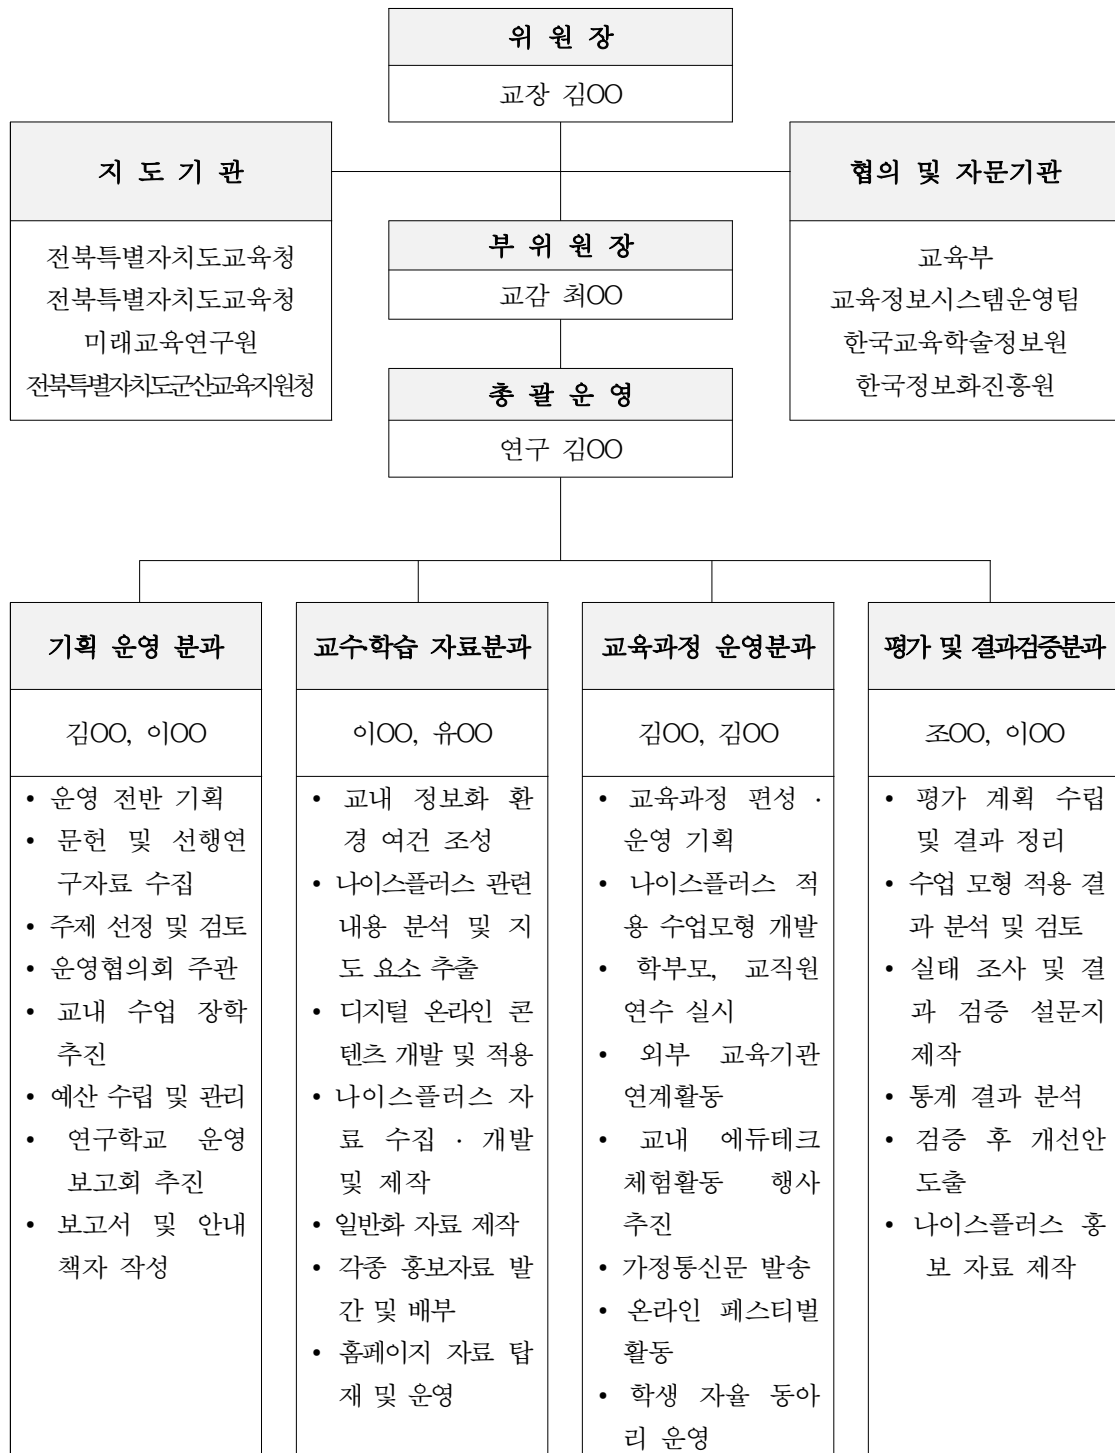 위 원 장
교장 김OO
지 도 기 관
전북특별자치도교육청
전북특별자치도교육청
미래교육연구원
전북특별자치도군산교육지원청
협의 및 자문기관
교육부
교육정보시스템운영팀
한국교육학술정보원
한국정보화진흥원
부 위 원 장
교감 최OO
총 괄 운 영
연구 김OO
기획 운영 분과
김OO, 이OO
• 운영 전반 기획
• 문헌 및 선행연
구자료 수집
• 주제 선정 및 검토
• 운영협의회 주관
• 교내 수업 장학
추진
• 예산 수립 및 관리
• 연구학교 운영
보고회 추진
• 보고서 및 안내
책자 작성
교수학습 자료분과
이OO, 유OO
• 교내 정보화 환
경 여건 조성
• 나이스플러스 관련
내용 분석 및 지
도 요소 추출
• 디지털 온라인 콘
텐츠 개발 및 적용
• 나이스플러스 자
료 수집 · 개발
및 제작
• 일반화 자료 제작
• 각종 홍보자료 발
간 및 배부
• 홈페이지 자료 탑
재 및 운영
교육과정 운영분과
김OO, 김OO
• 교육과정 편성 ·
운영 기획
• 나이스플러스 적
용 수업모형 개발
• 학부모, 교직원
연수 실시
• 외부 교육기관
연계활동
• 교내 에듀테크
체험활동 행사
추진
• 가정통신문 발송
• 온라인 페스티벌
활동
• 학생 자율 동아
리 운영
평가 및 결과검증분과
조OO, 이OO
• 평가 계획 수립
및 결과 정리
• 수업 모형 적용 결
과 분석 및 검토
• 실태 조사 및 결
과 검증 설문지
제작
• 통계 결과 분석
• 검증 후 개선안
도출
• 나이스플러스 홍
보 자료 제작